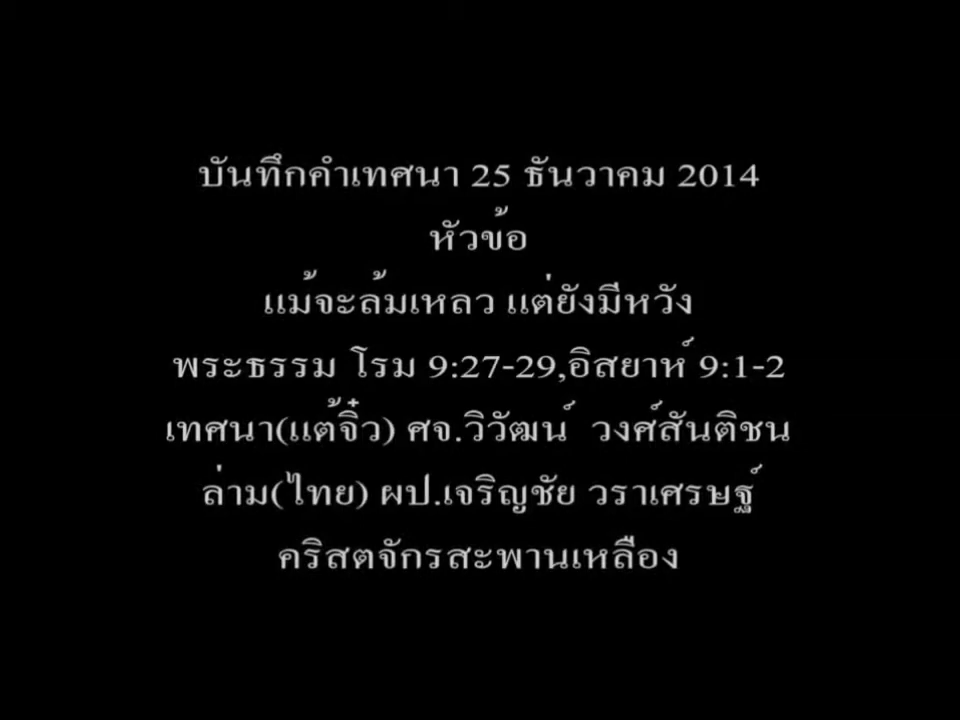 บันทึกคำเทศนา 25 ธันวาคม 2014
หัวข้อ
แม้จะล้มเหลว แต่ยังมีหวัง
พระธรรม โรม 9:27-29,อิสยาห์ 9:1-2
เทศนา(แต้จิ๋ว) ศจ.วิวัฒน์ วงศ์สันติชน
ล่าม(ไทย) ผป.เจริญชัย วราเศรษฐ์
คริสตจักรสะพานเหลือง